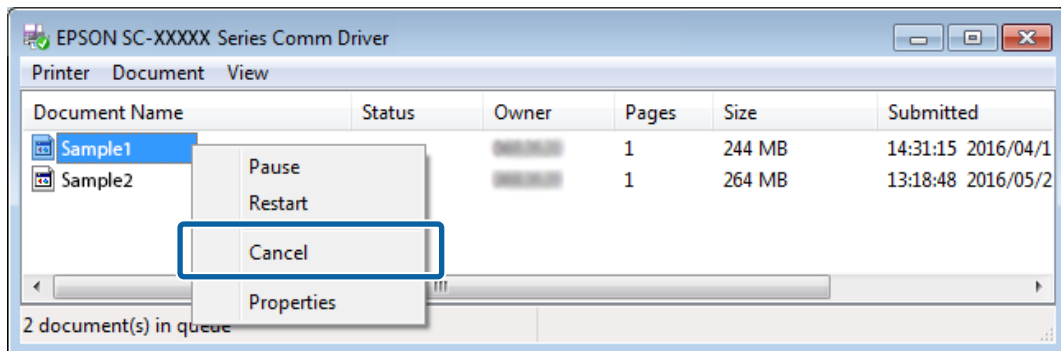 EPSON SC-XXXXX Series Comm Driver
Printer Document View
Document Name Status Owner Pages Size Submitted
Sample1 1 244 MB 14:31:15 2016/04/1
Sample2 1 264 MB 13:18:48 2016/05/2
Pause
Restart
Cancel
Properties
2 document(s) in queue